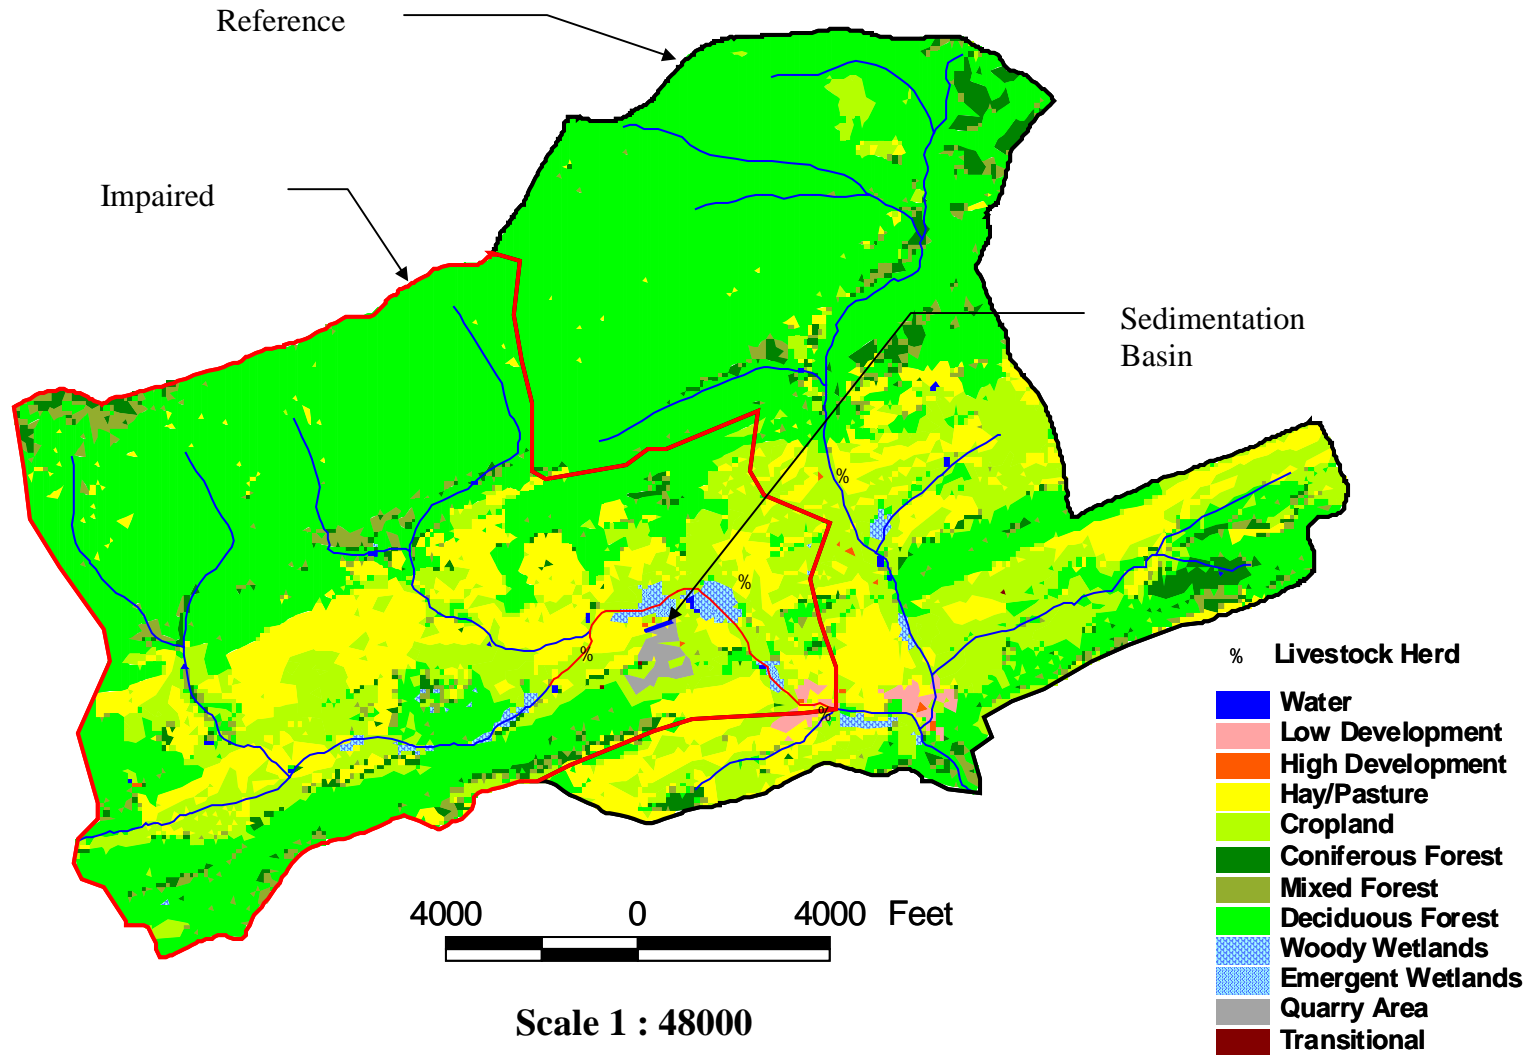 Reference
Impaired
Sedimentation
Basin
%
%
%
%
% Livestock Herd
Water
Low Development
High Development
Hay/Pasture
Cropland
Coniferous Forest
Mixed Forest
Deciduous Forest
Woody Wetlands
Emergent Wetlands
Quarry Area
Transitional
4000 0 4000 Feet
Scale 1 : 48000